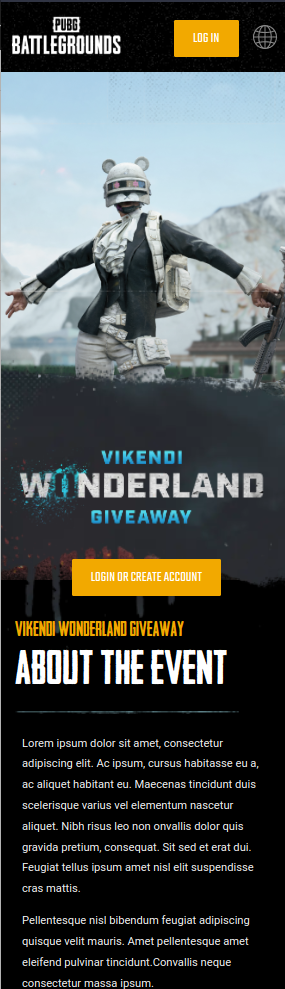 PUBG
BATTLEGROUNDS
LOG IN
VIKENDI
WONDERLAND
GIVEAWAY
LOGIN OR CREATE ACCOUNT
VIKENDI WONDERLAND GIVEAWAY
ABOUT THE EVENT
Lorem ipsum dolor sit amet, consectetur
adipiscing elit. Ac ipsum, cursus habitasse eu a,
ac aliquet habitant eu. Maecenas tincidunt duis
scelerisque varius vel elementum nascetur
aliquet. Nibh risus leo non onvallis dolor quis
gravida pretium, consequat. Sit sed et erat dui.
Feugiat tellus ipsum amet nisl elit suspendisse
cras mattis.
Pellentesque nisl bibendum feugiat adipiscing
quisque velit mauris. Amet pellentesque amet
eleifend pulvinar tincidunt.Convallis neque
consectetur massa ipsum.